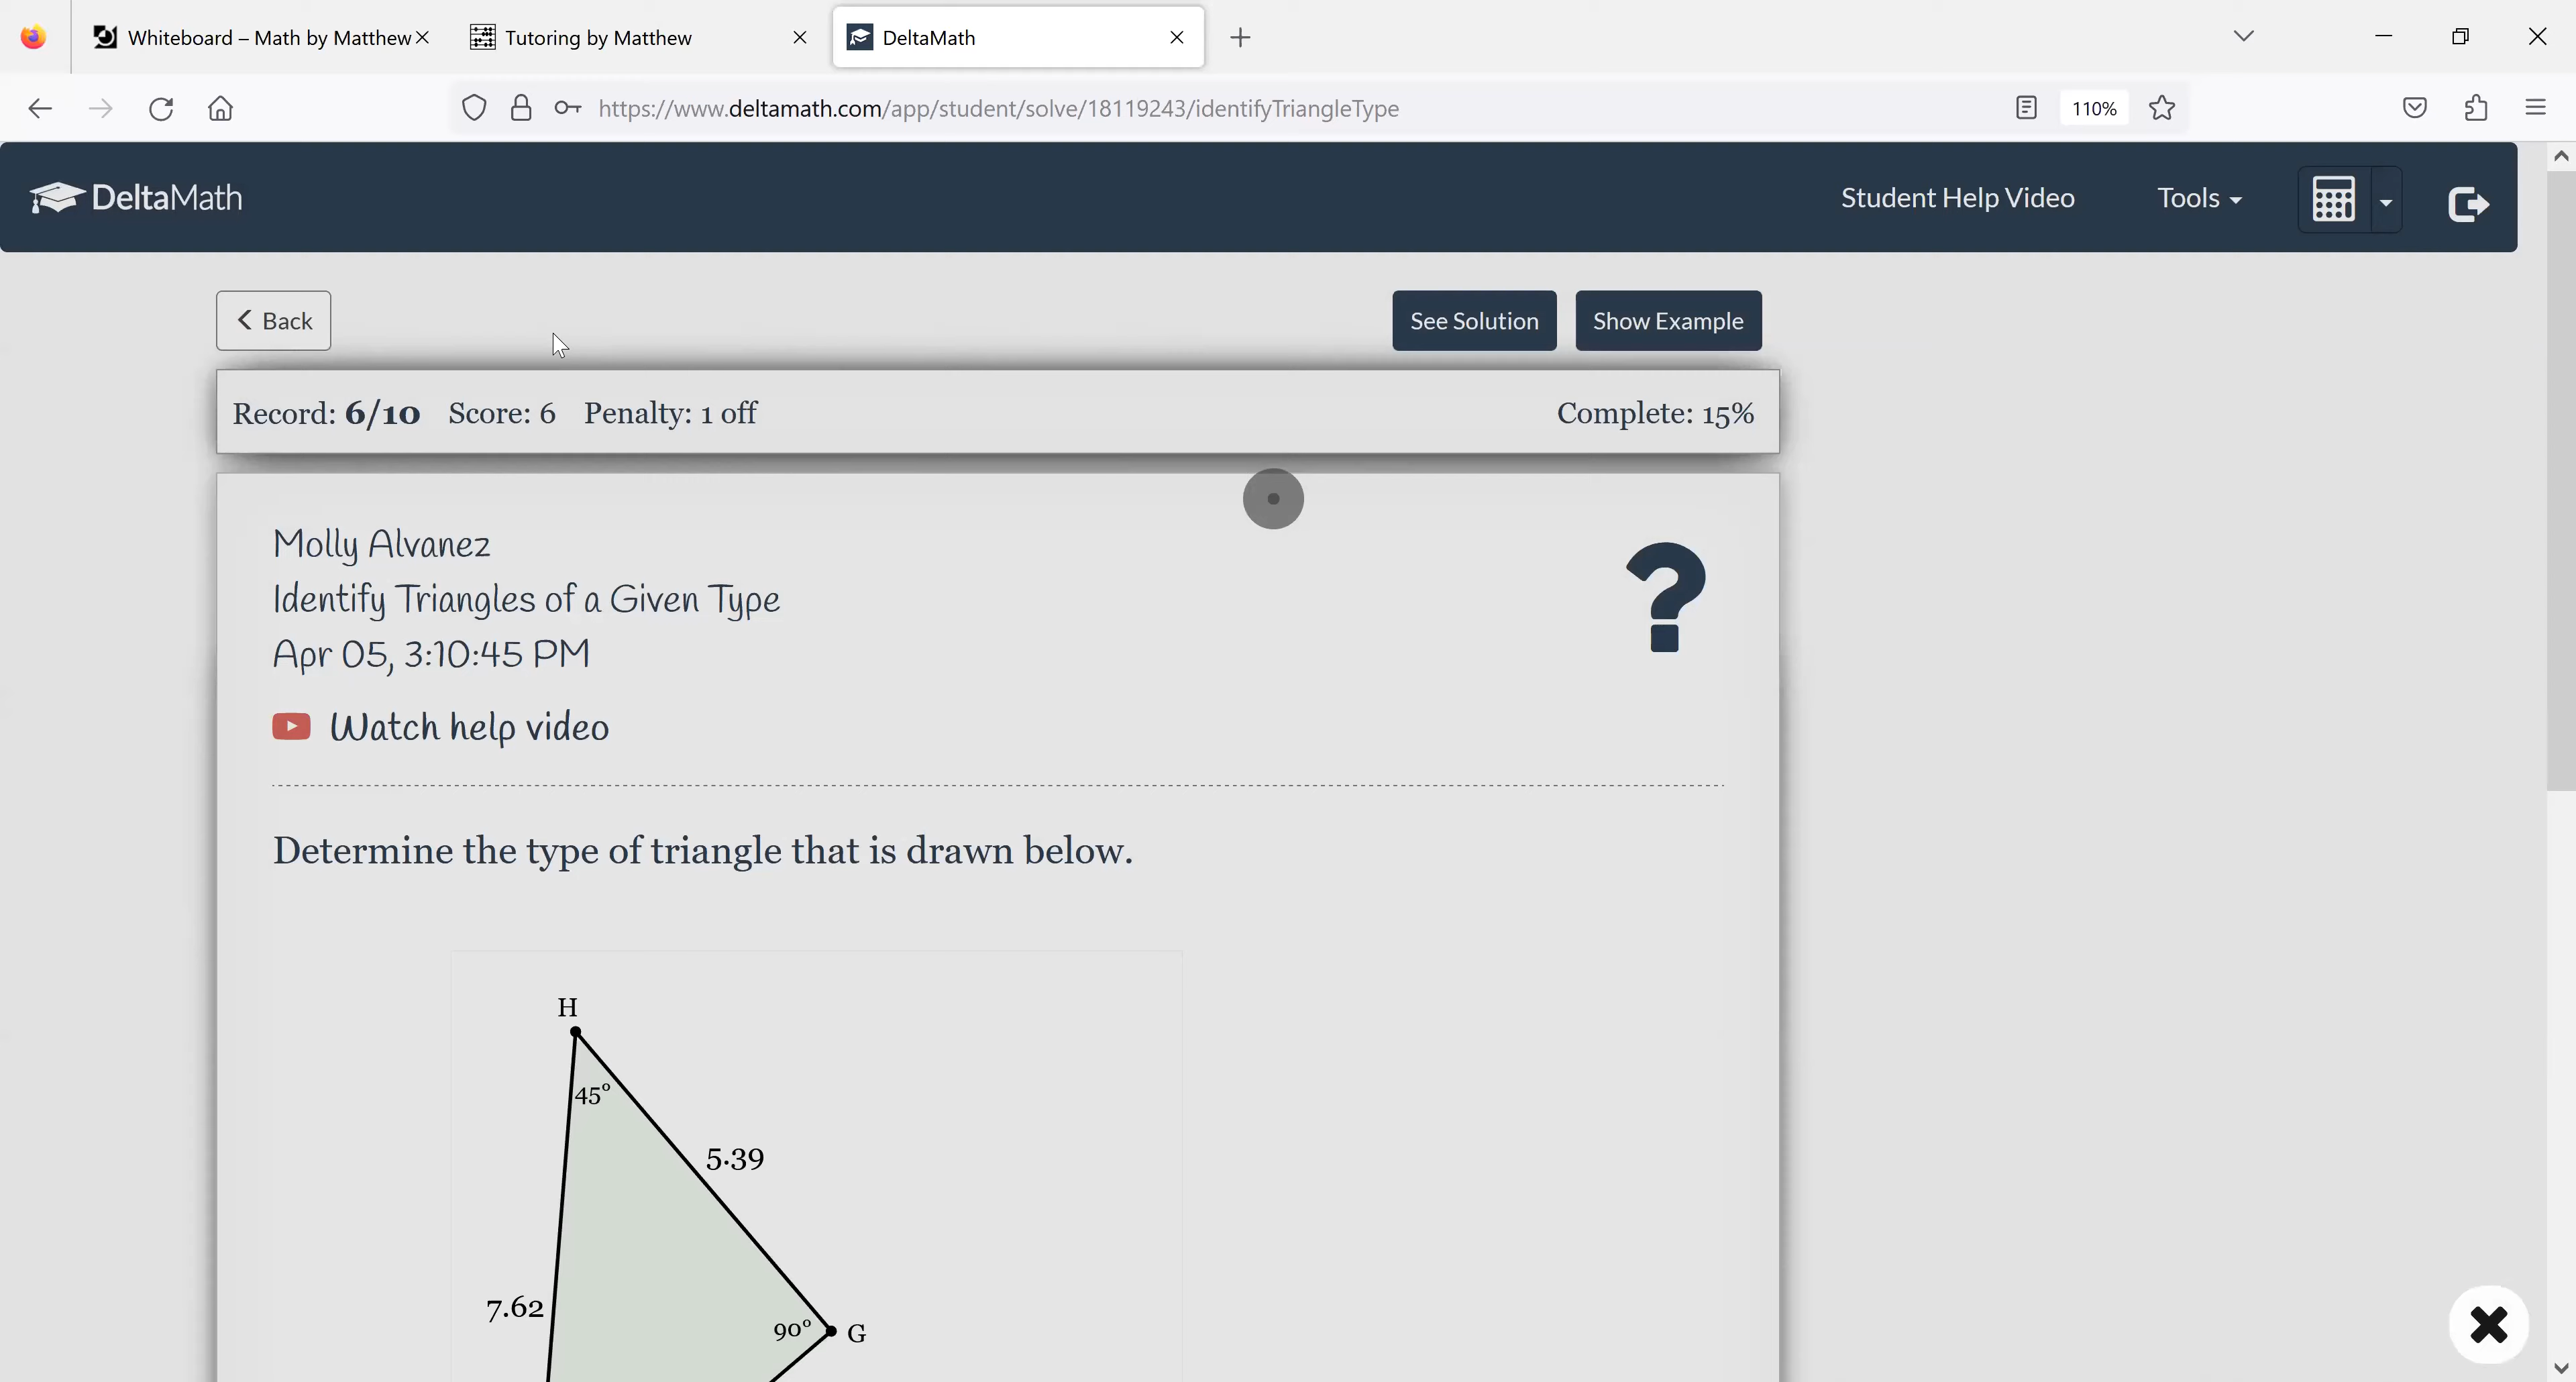 Whiteboard – Math by Matthew
Tutoring by Matthew
DeltaMath
https://www.deltamath.com/app/student/solve/18119243/identifyTriangleType
110%
DeltaMath
Student Help Video
Tools
Back
See Solution
Show Example
Record: 6/10 Score: 6 Penalty: 1 off
Complete: 15%
Molly Alvanez
Identify Triangles of a Given Type
Apr 05, 3:10:45 PM
?
Watch help video
Determine the type of triangle that is drawn below.
H
45°
5.39
7.62
90°
G